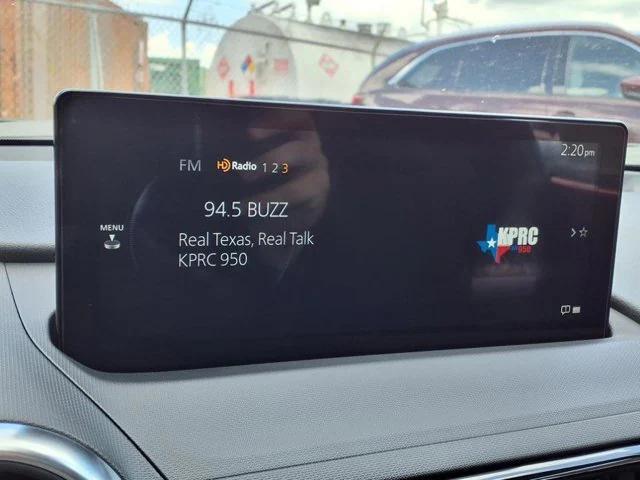 2:20pm
FM HD Radio 1 2 3
94.5 BUZZ
MENU
Real Texas, Real Talk
KPRC 950
KPRC
950